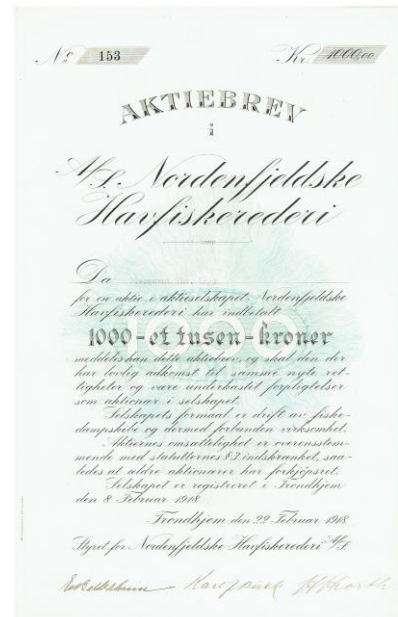 No 153 Kr. 1000,00
AKTIEBREV
i
A/S. Nordenfjeldske
Havfiskerederi
Da
for en aktie i aktieselskapet Nordenfjeldske
Havfiskerederi har indbetalt
1000 - et tusen - kroner
meddeles han dette aktiebrev, og skal den der
har lovlig adkomst til samme nyte ret-
tigheter og være underkastet forpligtelser
som aktionær i selskapet.
Selskapets formaal er drift av fiske-
dampskibe og dermed forbunden virksomhet.
Aktiernes omsættelighet er overensstem-
mende med statutternes § 3 indskrænket, saa-
ledes at ældre aktionærer har forkjøpsret.
Selskapet er registreret i Trondhjem
den 8 Februar 1918
Trondhjem den 22 Februar 1918.
Styret for Nordenfjeldske Havfiskerederi A/S